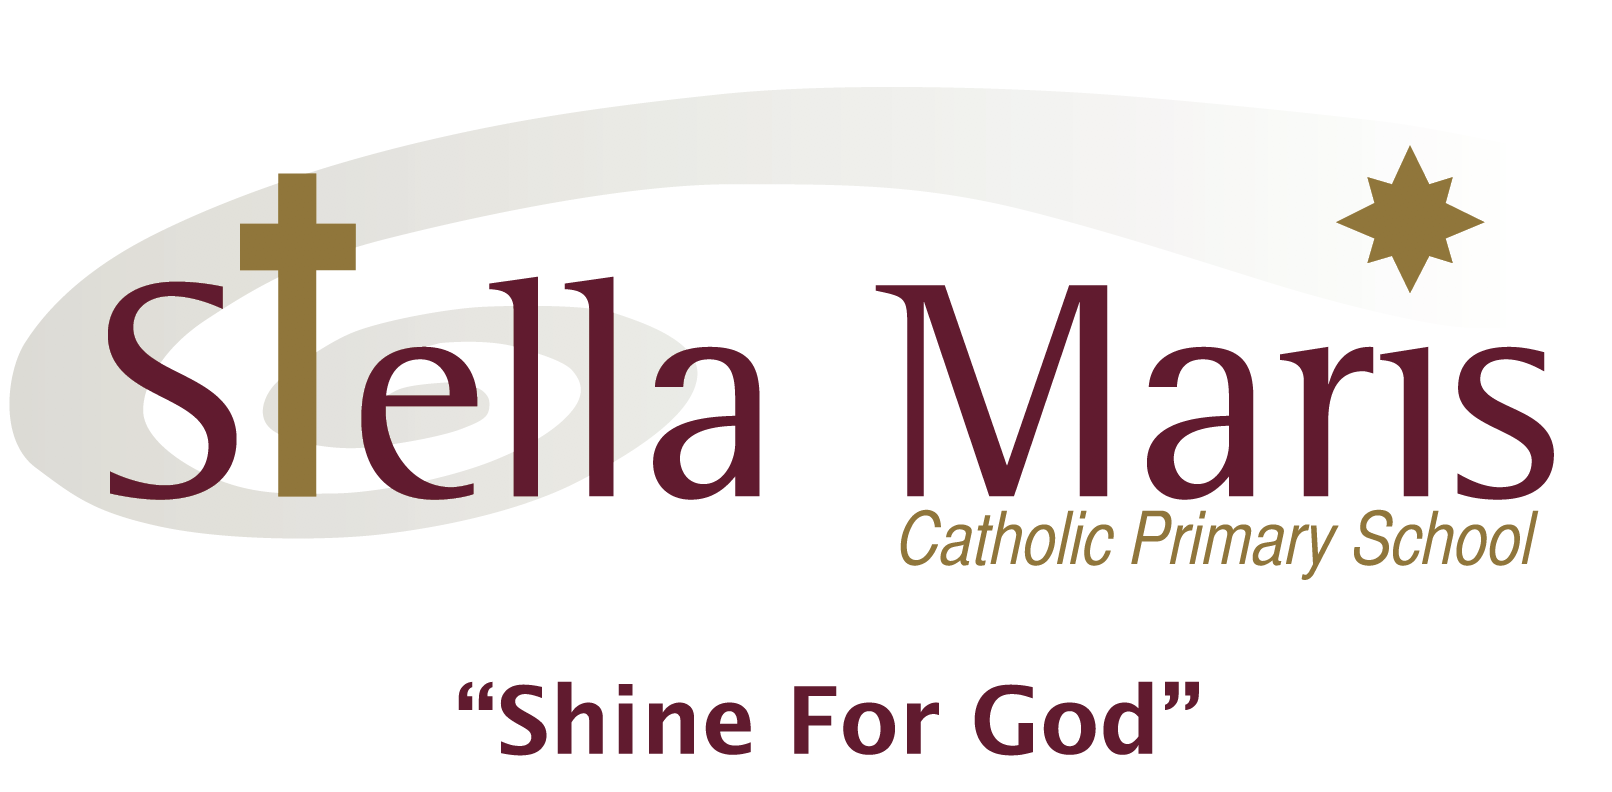 Stella Maris
Catholic Primary School
“Shine For God”